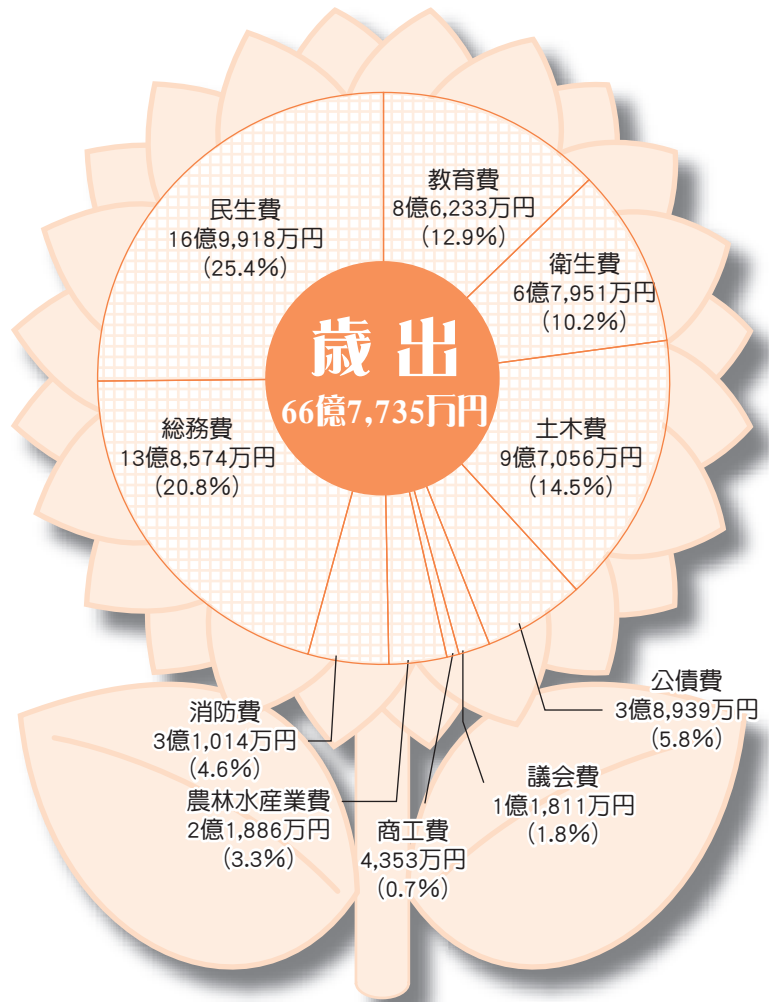 歳出
66億7,735万円
教育費
8億6,233万円
(12.9%)
衛生費
6億7,951万円
(10.2%)
土木費
9億7,056万円
(14.5%)
公債費
3億8,939万円
(5.8%)
議会費
1億1,811万円
(1.8%)
商工費
4,353万円
(0.7%)
農林水産業費
2億1,886万円
(3.3%)
消防費
3億1,014万円
(4.6%)
総務費
13億8,574万円
(20.8%)
民生費
16億9,918万円
(25.4%)